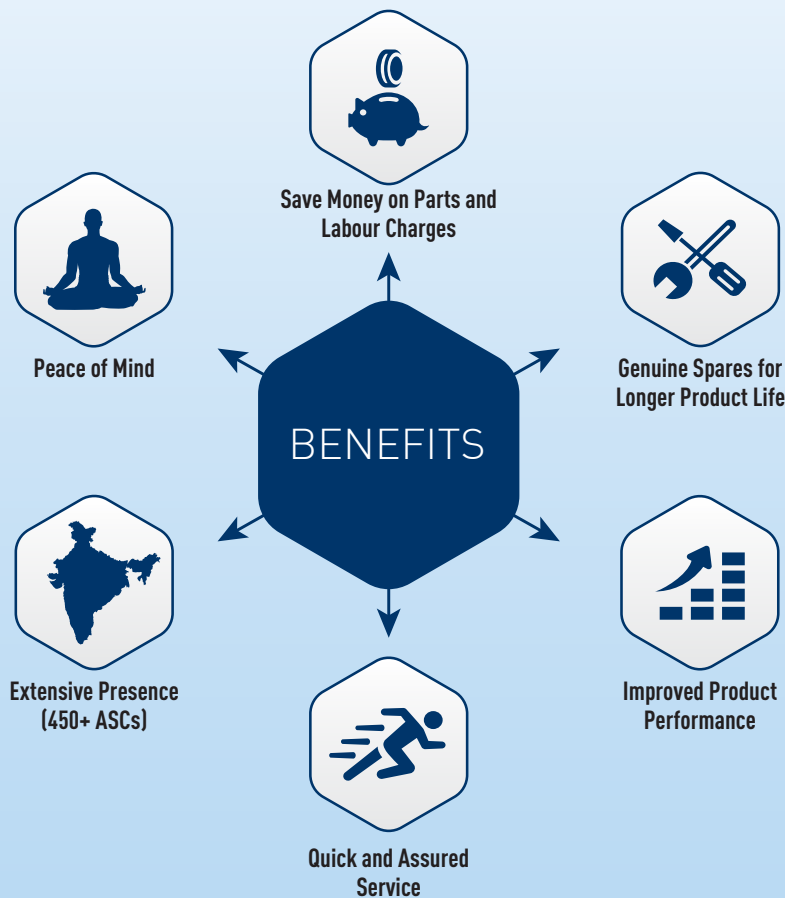 Save Money on Parts and
Labour Charges
Peace of Mind
Genuine Spares for
Longer Product Life
BENEFITS
Extensive Presence
(450+ ASCs)
Improved Product
Performance
Quick and Assured
Service